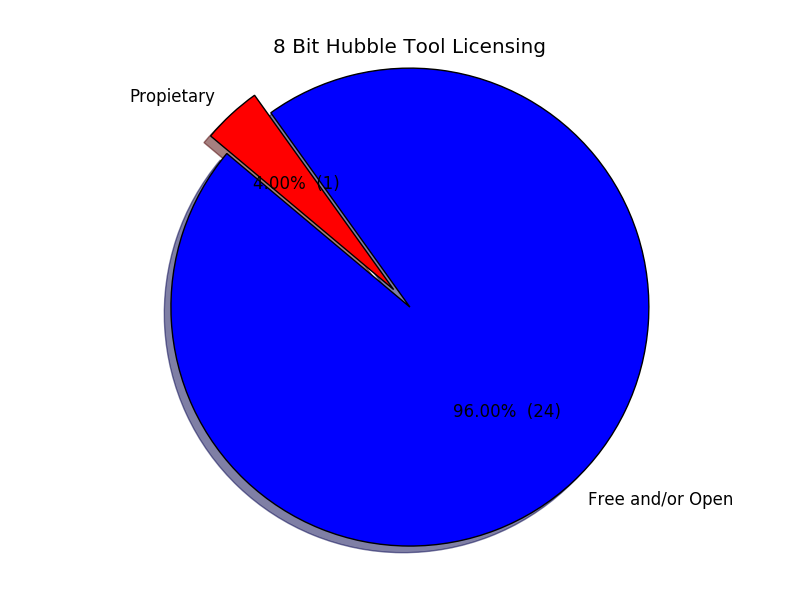 8 Bit Hubble Tool Licensing
Propietary
4.00%  (1)
96.00%  (24)
Free and/or Open